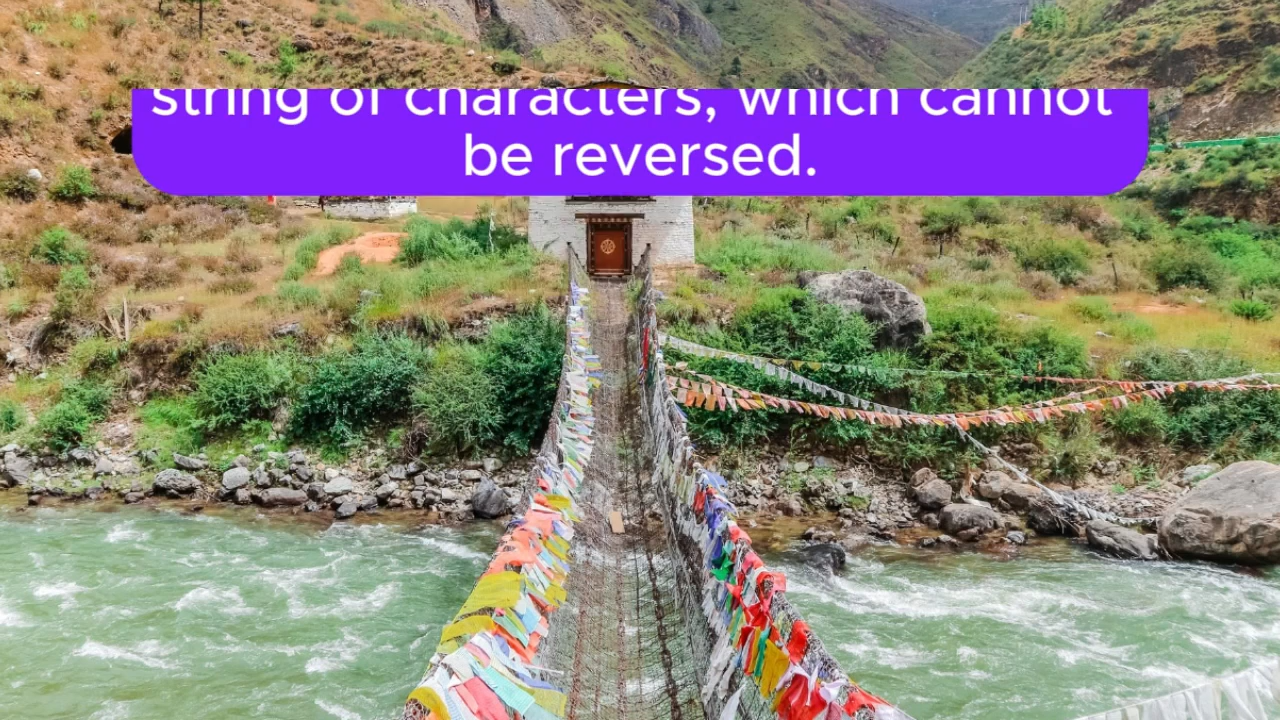 string of characters, which cannot
be reversed.